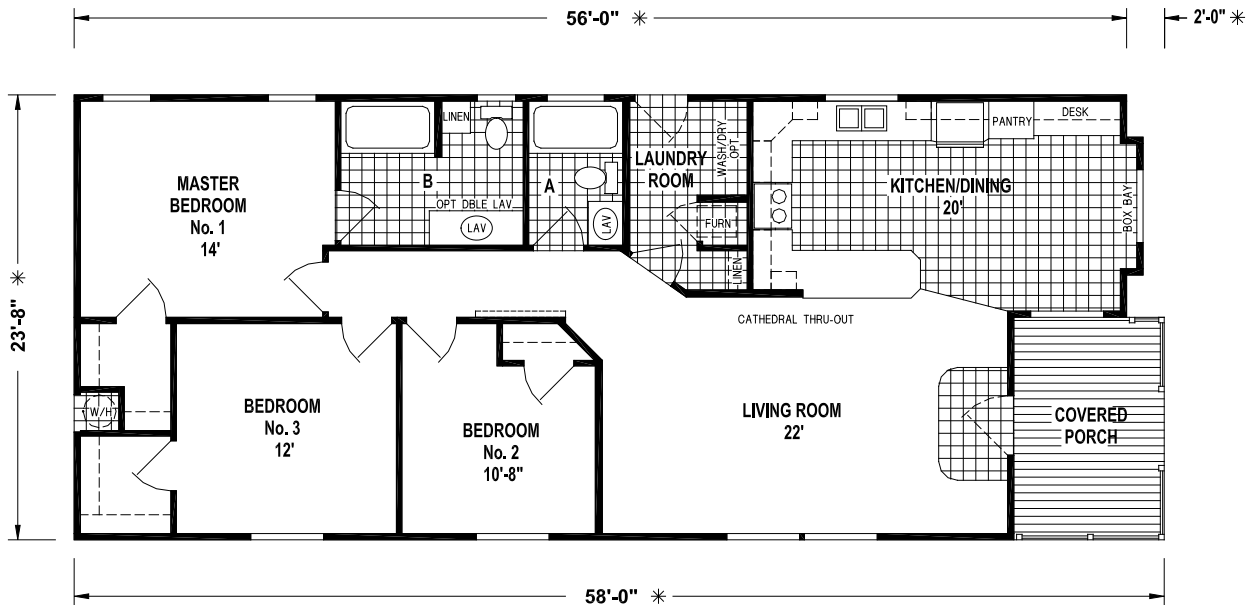 56'-0" ✳
2'-0" ✳
23'-8" ✳
MASTER
BEDROOM
No. 1
14'
LINEN
B
OPT DBLE LAV
LAV
A
LAV
LAUNDRY
ROOM
WASH/DRY
OPT
FURN
LINEN
PANTRY
DESK
KITCHEN/DINING
20'
BOX BAY
CATHEDRAL THRU-OUT
W/H
BEDROOM
No. 3
12'
BEDROOM
No. 2
10'-8"
LIVING ROOM
22'
COVERED
PORCH
58'-0" ✳